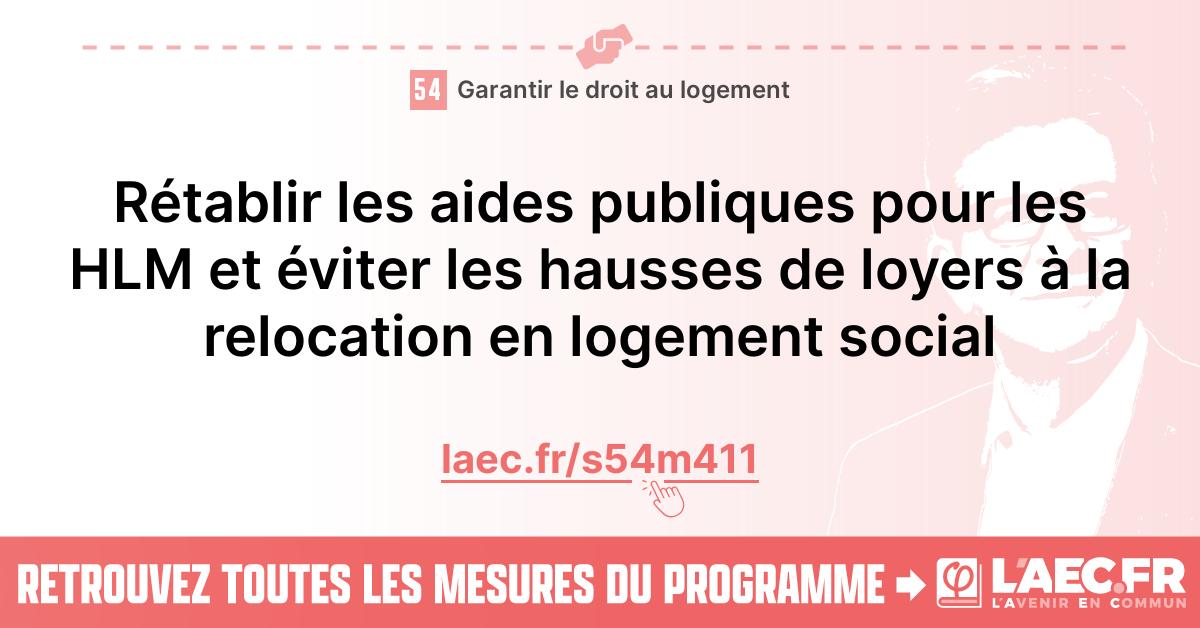 54 Garantir le droit au logement
Rétablir les aides publiques pour les
HLM et éviter les hausses de loyers à la
relocation en logement social
laec.fr/s54m411
RETROUVEZ TOUTES LES MESURES DU PROGRAMME
L'AEC.FR
L'AVENIR EN COMMUN